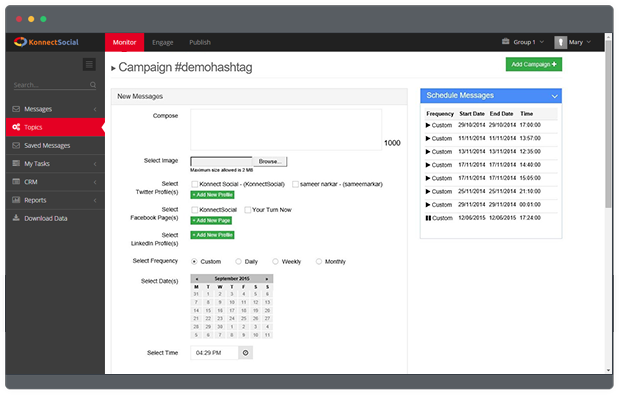 KonnectSocial
Monitor
Engage
Publish
Group 1
Mary
Search...
Messages
Topics
Saved Messages
My Tasks
CRM
Reports
Download Data
Campaign #demohashtag
Add Campaign +
New Messages
Compose
1000
Select Image
Browse...
Maximum size allowed is 2 MB
Select
Twitter Profile(s)
Konnect Social - (KonnectSocial)
sameer narkar - (sameernarkar)
+ Add New Profile
Select
Facebook Page(s)
KonnectSocial
Your Turn Now
+ Add New Page
Select
LinkedIn Profile(s)
+ Add New Profile
Select Frequency
Custom
Daily
Weekly
Monthly
Select Date(s)
« September 2015 »
M T W T F S S
31 1 2 3 4 5 6
7 8 9 10 11 12 13
14 15 16 17 18 19 20
21 22 23 24 25 26 27
28 29 30 1 2 3 4
5 6 7 8 9 10 11
Select Time
04:29 PM
Schedule Messages
Frequency Start Date End Date Time
Custom 29/10/2014 29/10/2014 17:00:00
Custom 11/11/2014 11/11/2014 13:57:00
Custom 13/11/2014 13/11/2014 12:35:00
Custom 17/11/2014 17/11/2014 14:40:00
Custom 17/11/2014 17/11/2014 15:05:00
Custom 25/11/2014 25/11/2014 21:10:00
Custom 29/11/2014 29/11/2014 00:01:00
Custom 12/06/2015 12/06/2015 17:24:00